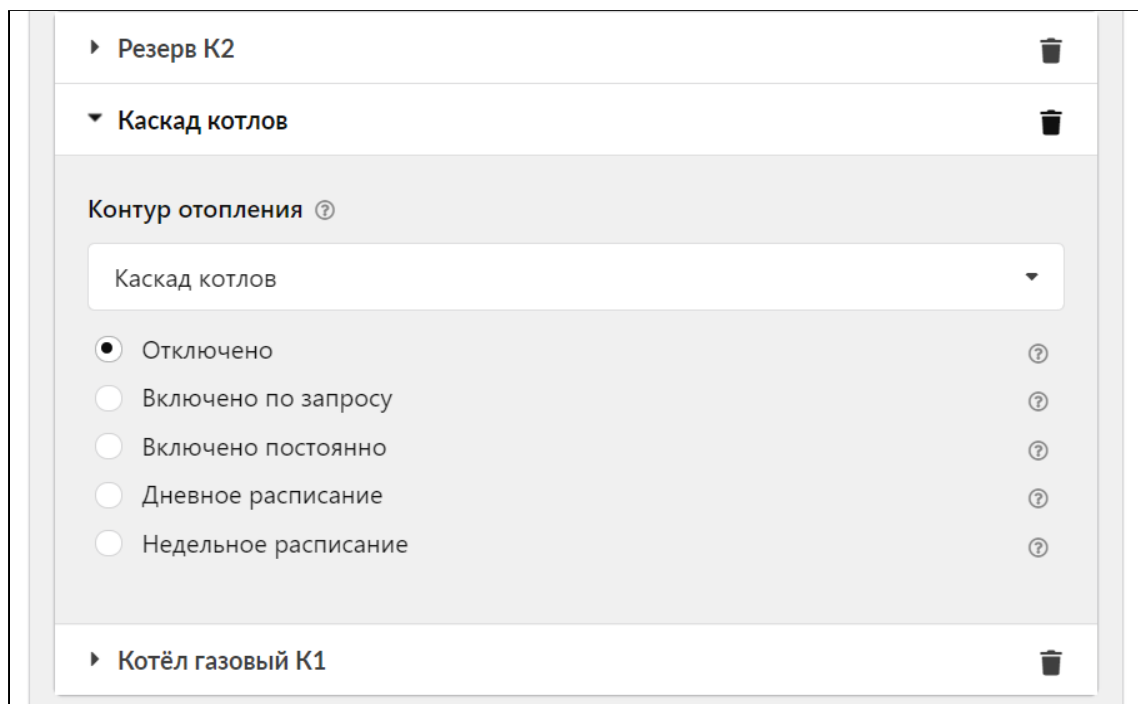 Резерв К2
Каскад котлов
Контур отопления ?
Каскад котлов
Отключено ?
Включено по запросу ?
Включено постоянно ?
Дневное расписание ?
Недельное расписание ?
Котёл газовый К1